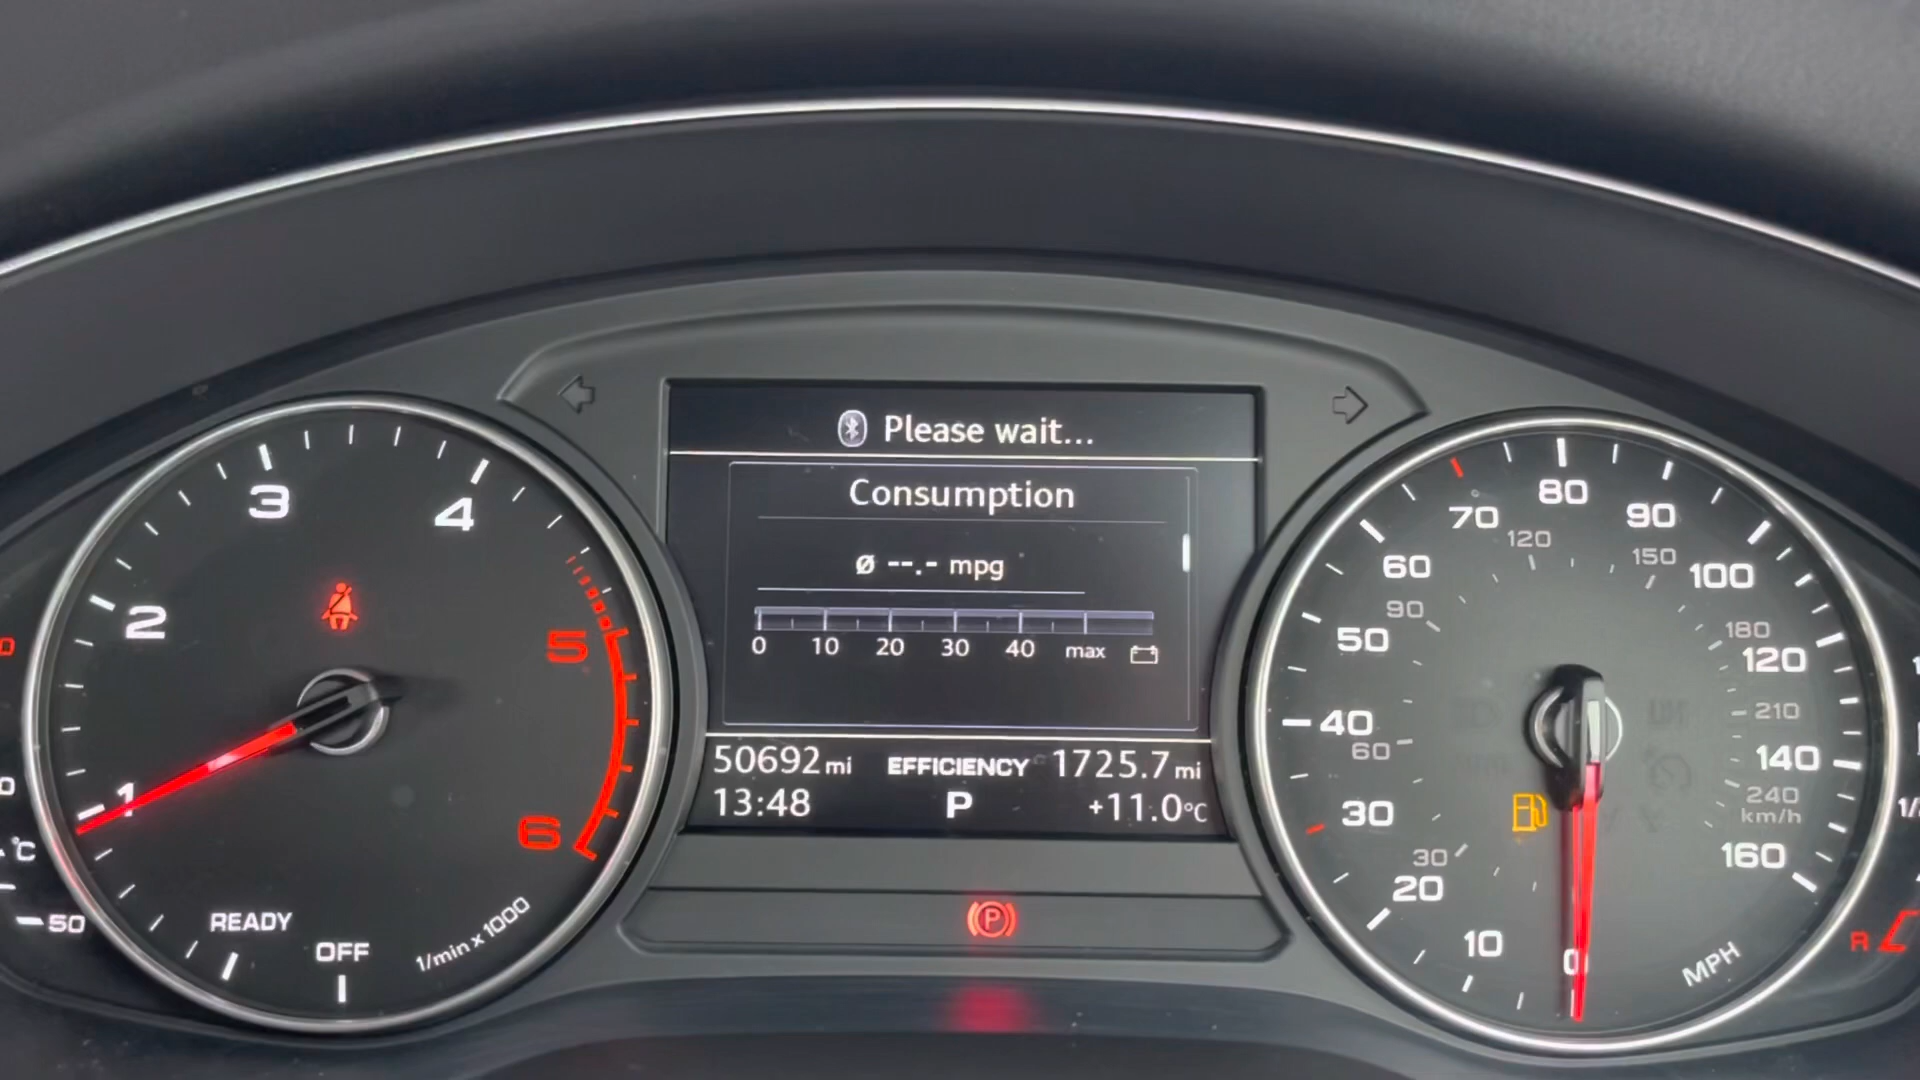 Please wait...
Consumption
ø --.- mpg
0 10 20 30 40 max
50692 mi EFFICIENCY 1725.7 mi
13:48 P +11.0°C
1 2 3 4 5 6
READY
OFF
1/min x 1000
°C
50
P
0 10 20 30 40 50 60 70 80 90 100 120 140 160
MPH
30 60 90 120 150 180 210 240
km/h
R